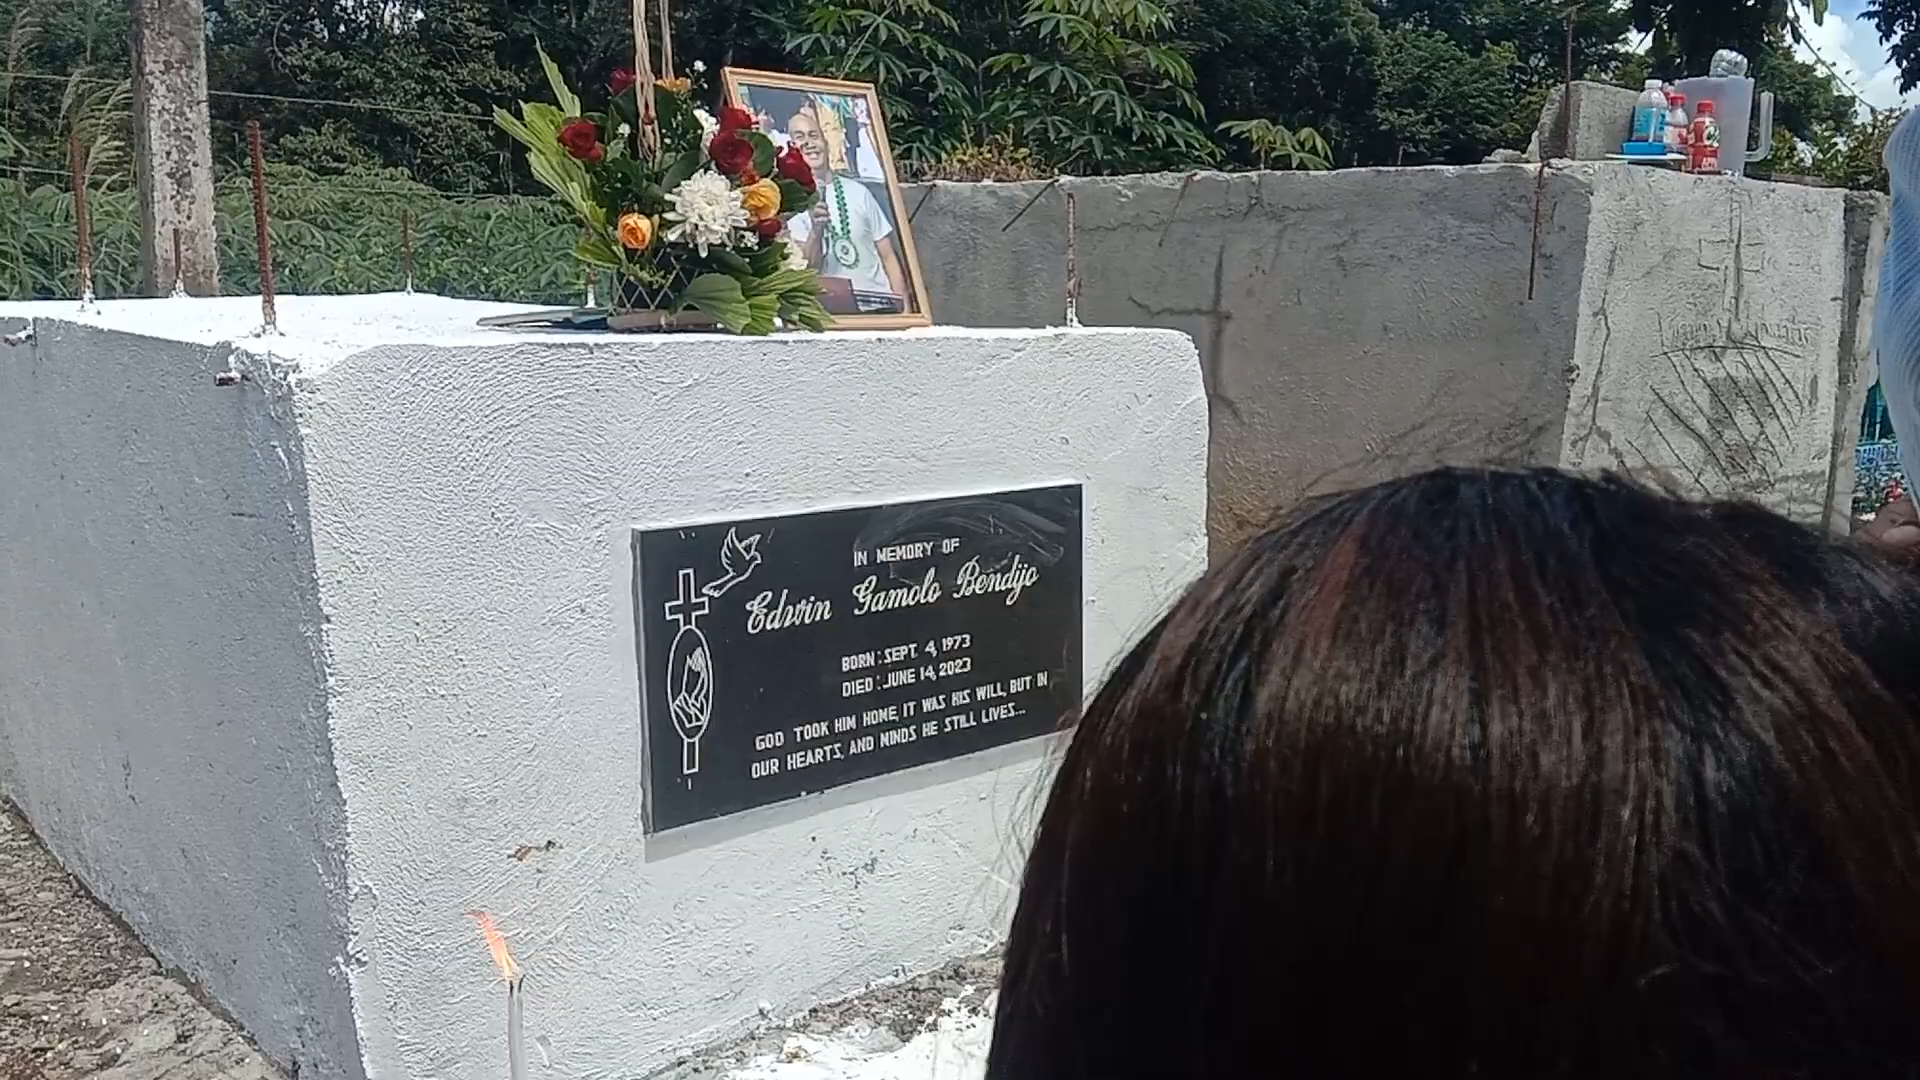 IN MEMORY OF
Edwin Gamolo Bendijo
BORN : SEPT. 4, 1973
DIED : JUNE 14, 2023
GOD TOOK HIM HOME, IT WAS HIS WILL, BUT IN
OUR HEARTS, AND MINDS HE STILL LIVES...